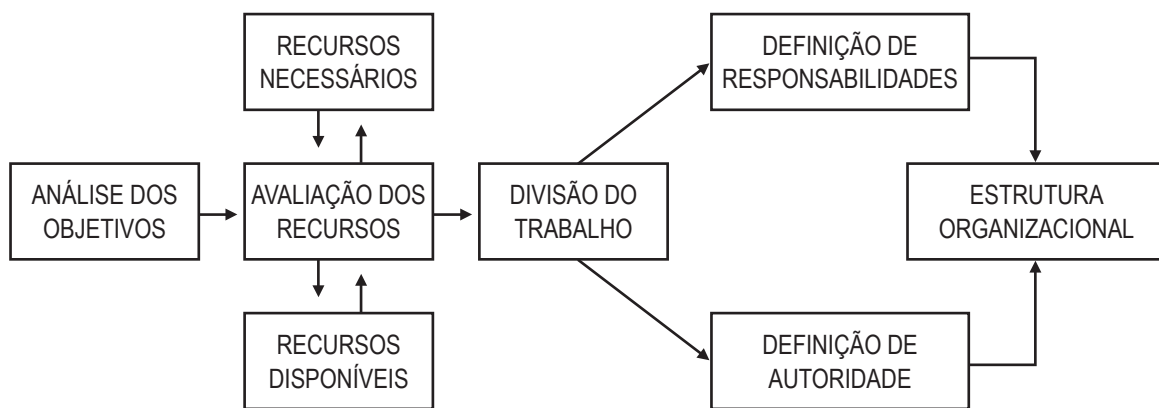 RECURSOS
NECESSÁRIOS
DEFINIÇÃO DE
RESPONSABILIDADES
ANÁLISE DOS
OBJETIVOS
AVALIAÇÃO DOS
RECURSOS
DIVISÃO DO
TRABALHO
ESTRUTURA
ORGANIZACIONAL
RECURSOS
DISPONÍVEIS
DEFINIÇÃO DE
AUTORIDADE